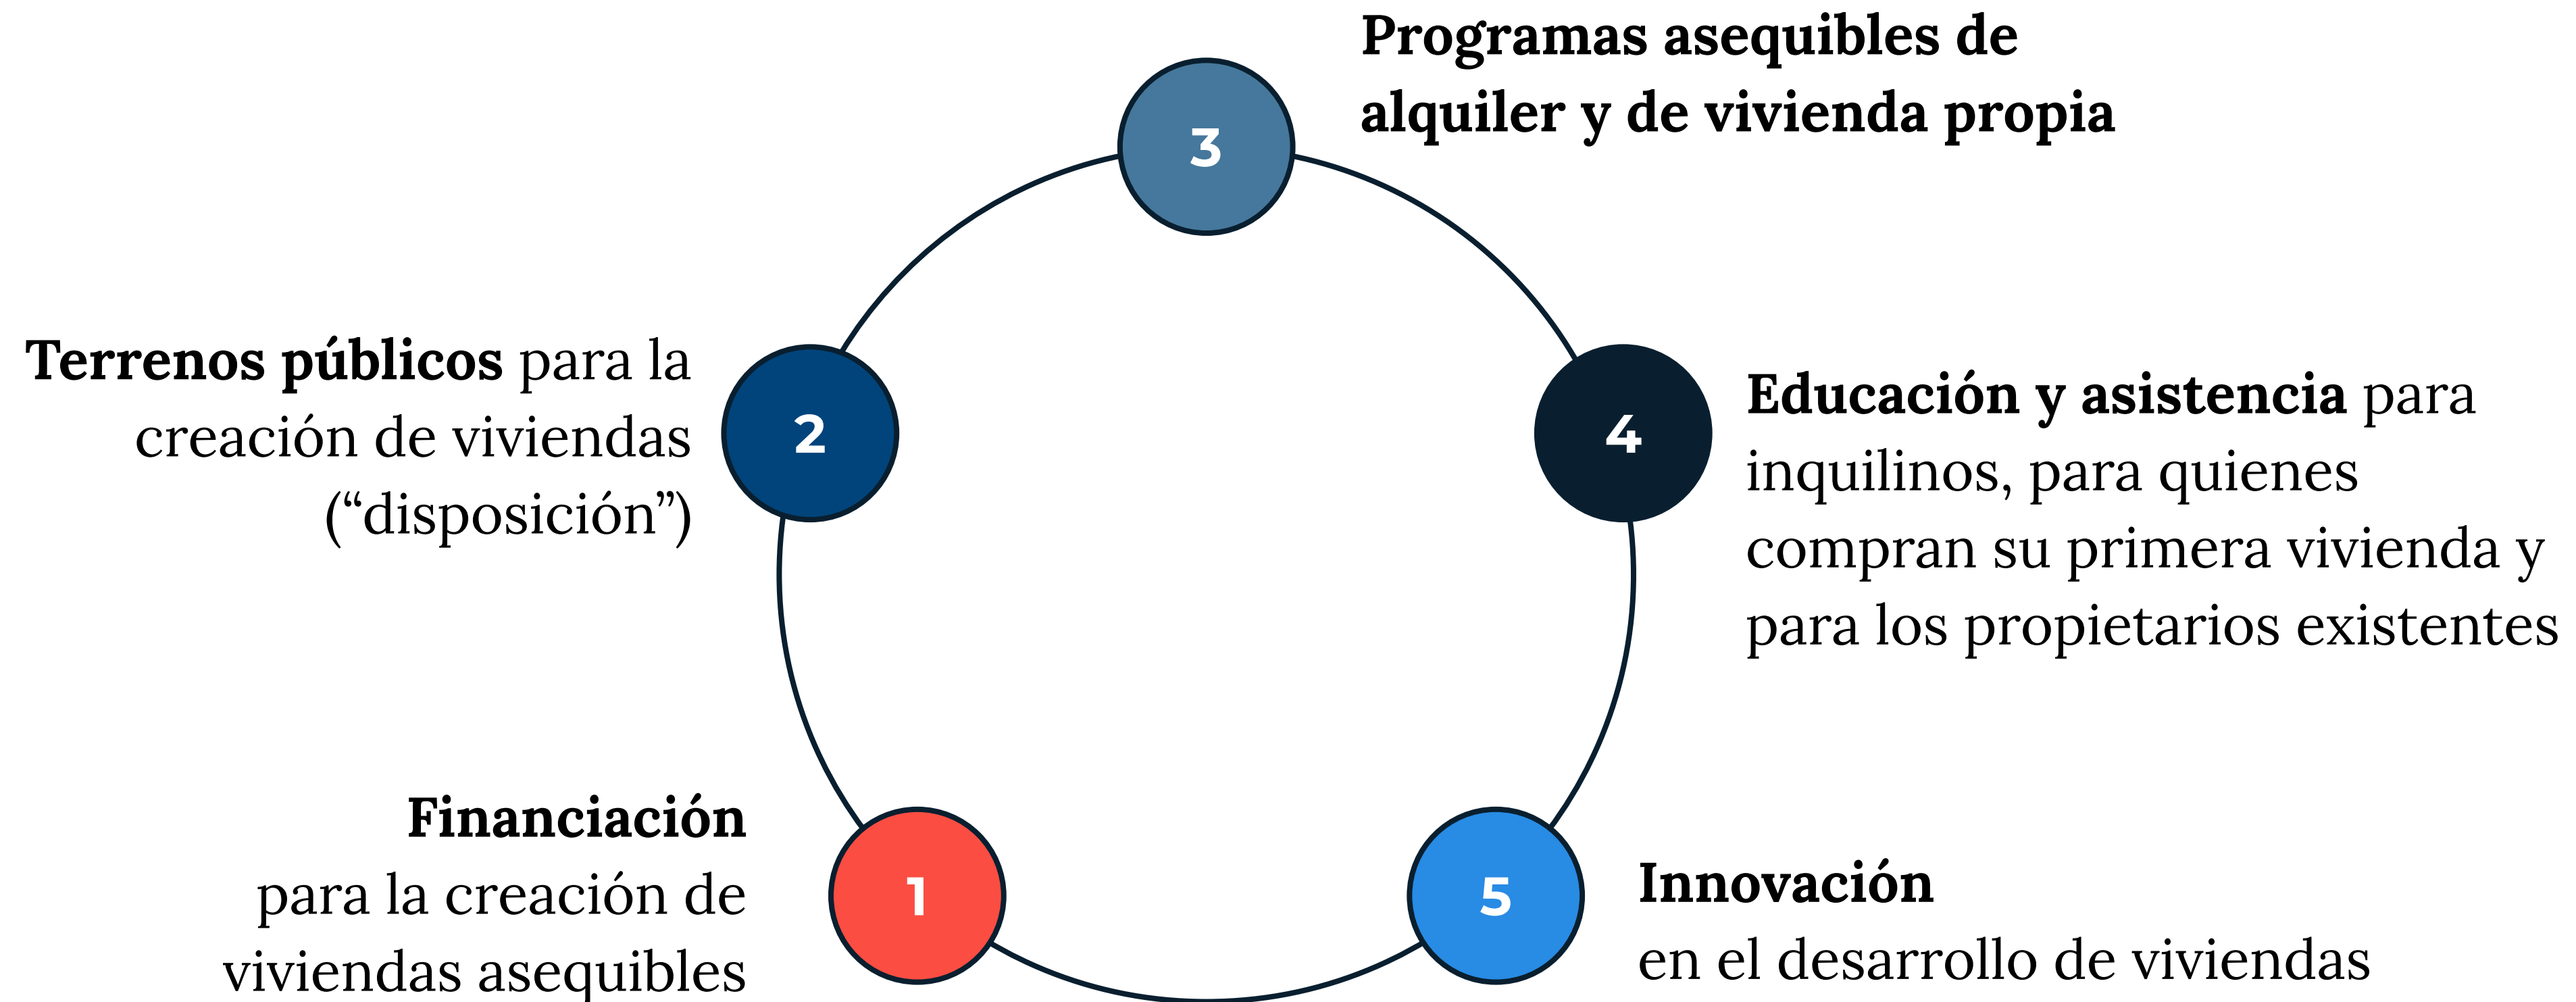 Programas asequibles de
alquiler y de vivienda propia
3
Terrenos públicos para la
creación de viviendas
(“disposición”)
2
4
Educación y asistencia para
inquilinos, para quienes
compran su primera vivienda y
para los propietarios existentes
Financiación
para la creación de
viviendas asequibles
1
5
Innovación
en el desarrollo de viviendas